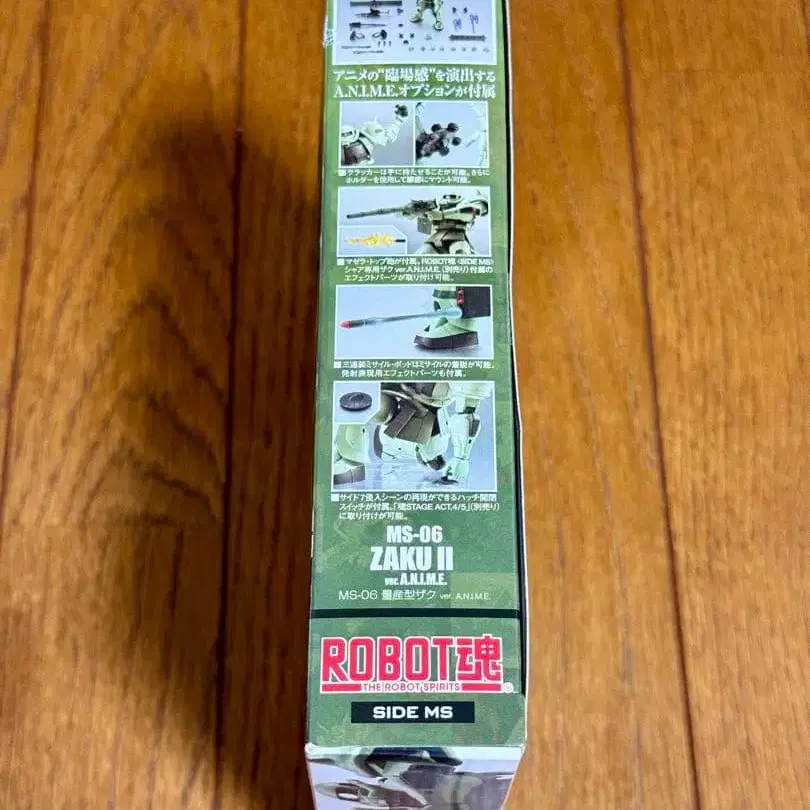 アニメの"臨場感"を演出する
A.N.I.M.E.オプションが付属
■クラッカーは手に持たせることが可能。さらに
ホルダーを使用して腰部にマウント可能。
■マゼラ・トップ砲が付属。ROBOT魂〈SIDE MS〉
シャア専用ザク ver.A.N.I.M.E.(別売り)付属の
エフェクトパーツが取り付け可能。
■三連装ミサイル・ポッドはミサイルの着脱が可能。
発射表現用エフェクトパーツも付属。
■サイド7侵入シーンの再現ができるハッチ開閉
スイッチが付属。「魂STAGE ACT.4/5」(別売り)
に取り付けが可能。
MS-06
ZAKU II
ver. A.N.I.M.E.
MS-06 量産型ザク ver. A.N.I.M.E.
ROBOT魂
THE ROBOT SPIRITS
SIDE MS